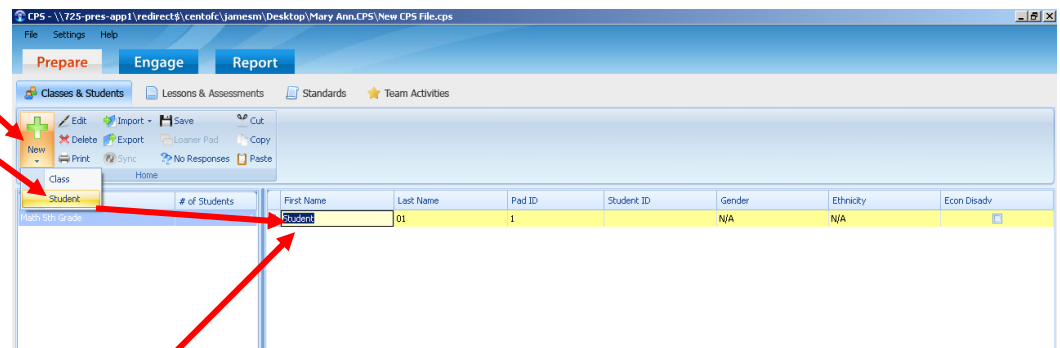 CPS - \\725-pres-app1\redirect$\centofc\jamesm\Desktop\Mary Ann.CPS\New CPS File.cps
File Settings Help
Prepare Engage Report
Classes & Students Lessons & Assessments Standards Team Activities
Edit Import Save Cut
New Delete Export Loaner Pad Copy
Print Sync No Responses Paste
Home
Class
Student
# of Students First Name Last Name Pad ID Student ID Gender Ethnicity Econ Disadv
Math 5th Grade Student 01 1 N/A N/A